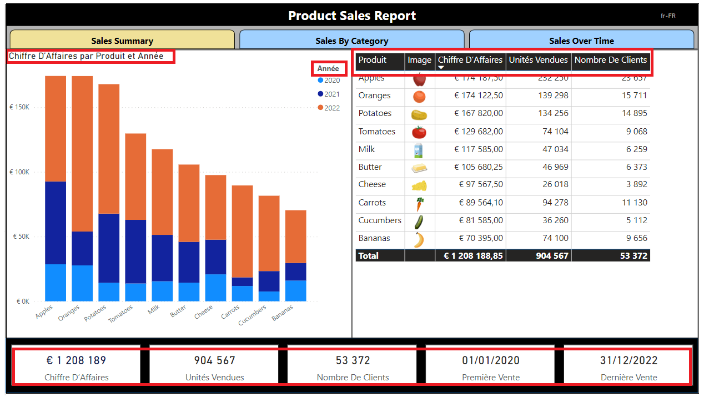 Product Sales Report
fr-FR
Sales Summary
Sales By Category
Sales Over Time
Chiffre D'Affaires par Produit et Année
Année
2020
2021
2022
€ 150K
€ 100K
€ 50K
€ 0K
Apples
Oranges
Potatoes
Tomatoes
Milk
Butter
Cheese
Carrots
Cucumbers
Bananas
Produit Image Chiffre D'Affaires Unités Vendues Nombre De Clients
Apples € 174 187,50 232 250 23 037
Oranges € 174 122,50 139 298 15 711
Potatoes € 167 820,00 134 256 14 895
Tomatoes € 129 682,00 74 104 9 068
Milk € 117 585,00 47 034 6 259
Butter € 105 680,25 46 969 6 373
Cheese € 97 567,50 26 018 3 892
Carrots € 89 564,10 94 278 11 130
Cucumbers € 81 585,00 36 260 5 112
Bananas € 70 395,00 74 100 9 656
Total € 1 208 188,85 904 567 53 372
€ 1 208 189
Chiffre D'Affaires
904 567
Unités Vendues
53 372
Nombre De Clients
01/01/2020
Première Vente
31/12/2022
Dernière Vente